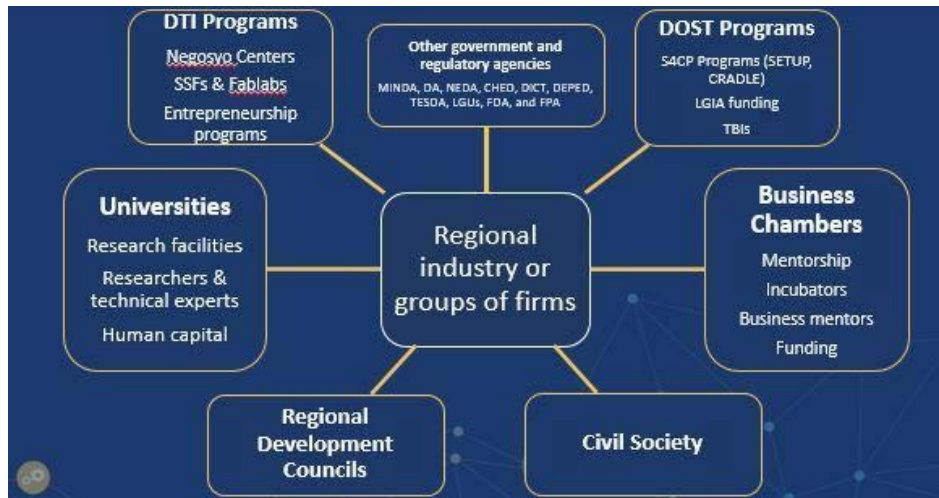 DTI Programs
Negosyo Centers
SSFs & Fablabs
Entrepreneurship
programs
Other government and
regulatory agencies
MINDA, DA, NEDA, CHED, DICT, DEPED,
TESDA, LGUs, FDA, and FPA
DOST Programs
S4CP Programs (SETUP,
CRADLE)
LGIA funding
TBIs
Universities
Research facilities
Researchers &
technical experts
Human capital
Regional
industry or
groups of firms
Business
Chambers
Mentorship
Incubators
Business mentors
Funding
Regional
Development
Councils
Civil Society